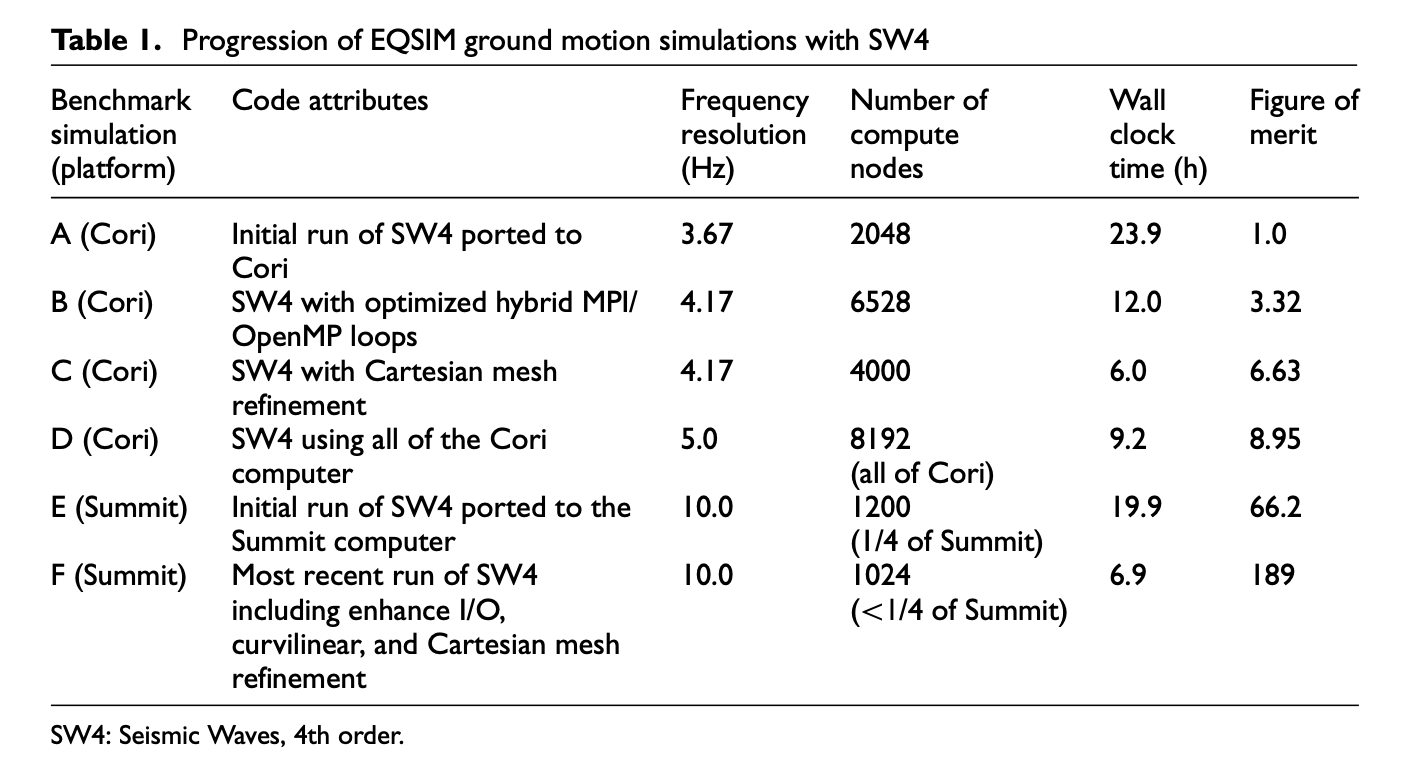 Table 1. Progression of EQSIM ground motion simulations with SW4
Benchmark simulation (platform) Code attributes Frequency resolution (Hz) Number of compute nodes Wall clock time (h) Figure of merit
A (Cori) Initial run of SW4 ported to Cori 3.67 2048 23.9 1.0
B (Cori) SW4 with optimized hybrid MPI/OpenMP loops 4.17 6528 12.0 3.32
C (Cori) SW4 with Cartesian mesh refinement 4.17 4000 6.0 6.63
D (Cori) SW4 using all of the Cori computer 5.0 8192 (all of Cori) 9.2 8.95
E (Summit) Initial run of SW4 ported to the Summit computer 10.0 1200 (1/4 of Summit) 19.9 66.2
F (Summit) Most recent run of SW4 including enhance I/O, curvilinear, and Cartesian mesh refinement 10.0 1024 (<1/4 of Summit) 6.9 189
SW4: Seismic Waves, 4th order.